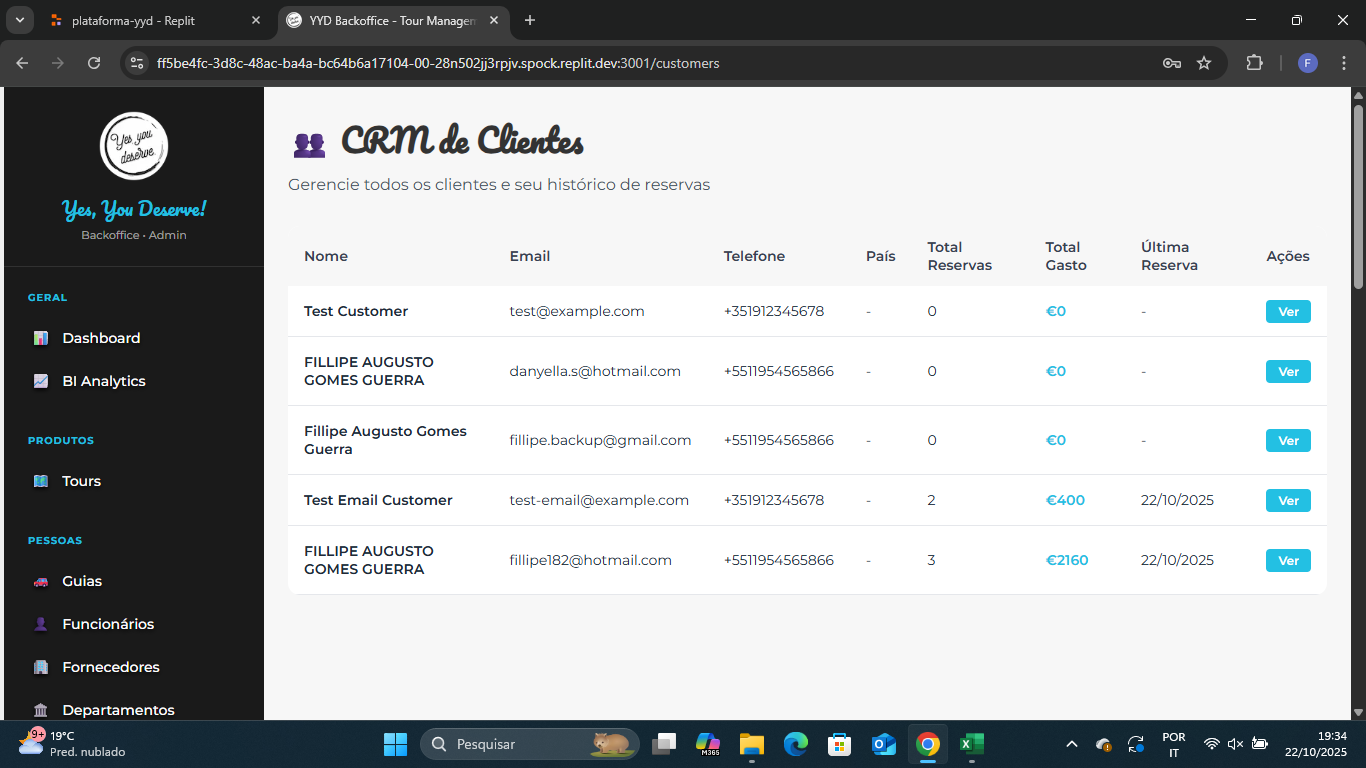 plataforma-yyd - Replit
YYD Backoffice - Tour Managem
ff5be4fc-3d8c-48ac-ba4a-bc64b6a17104-00-28n502jj3rpjv.spock.replit.dev:3001/customers
F
Yes you
deserve.
Yes, You Deserve!
Backoffice • Admin
GERAL
Dashboard
BI Analytics
PRODUTOS
Tours
PESSOAS
Guias
Funcionários
Fornecedores
Departamentos
CRM de Clientes
Gerencie todos os clientes e seu histórico de reservas
Nome Email Telefone País Total Reservas Total Gasto Última Reserva Ações
Test Customer test@example.com +351912345678 - 0 €0 - Ver
FILLIPE AUGUSTO GOMES GUERRA danyella.s@hotmail.com +5511954565866 - 0 €0 - Ver
Fillipe Augusto Gomes Guerra fillipe.backup@gmail.com +5511954565866 - 0 €0 - Ver
Test Email Customer test-email@example.com +351912345678 - 2 €400 22/10/2025 Ver
FILLIPE AUGUSTO GOMES GUERRA fillipe182@hotmail.com +5511954565866 - 3 €2160 22/10/2025 Ver
9+
19°C
Pred. nublado
Pesquisar
M365
POR
IT
19:34
22/10/2025